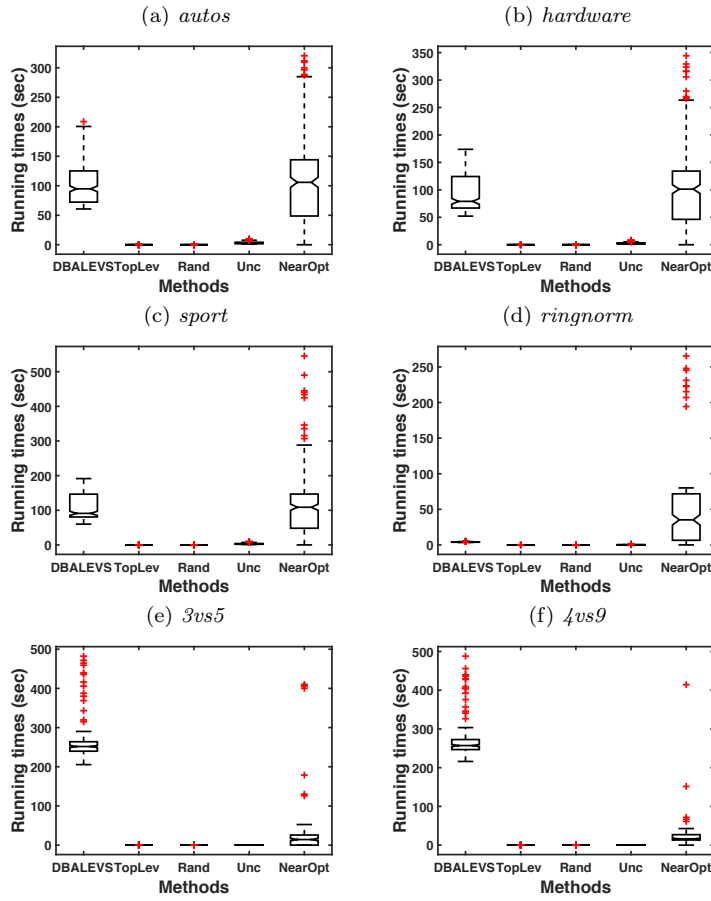 (a) autos
Running times (sec)
300
250
200
150
100
50
0
DBALEVS TopLev Rand Unc NearOpt
Methods
(b) hardware
Running times (sec)
350
300
250
200
150
100
50
0
DBALEVS TopLev Rand Unc NearOpt
Methods
(c) sport
Running times (sec)
500
400
300
200
100
0
DBALEVS TopLev Rand Unc NearOpt
Methods
(d) ringnorm
Running times (sec)
250
200
150
100
50
0
DBALEVS TopLev Rand Unc NearOpt
Methods
(e) 3vs5
Running times (sec)
500
400
300
200
100
0
DBALEVS TopLev Rand Unc NearOpt
Methods
(f) 4vs9
Running times (sec)
500
400
300
200
100
0
DBALEVS TopLev Rand Unc NearOpt
Methods